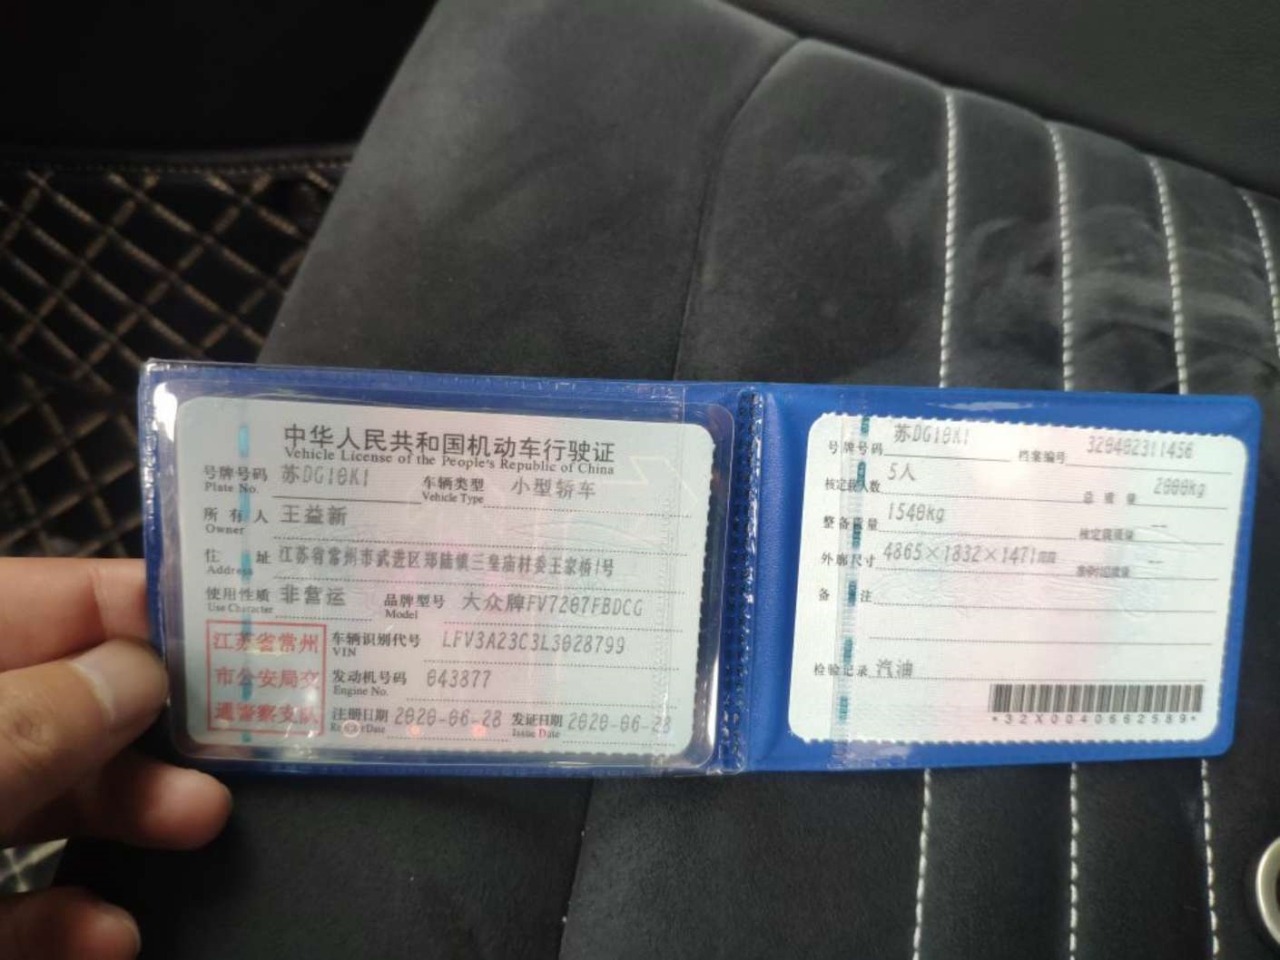 中华人民共和国机动车行驶证
Vehicle License of the People's Republic of China
号牌号码 苏DG10K1 车辆类型 小型轿车
Plate No. Vehicle Type
所有人 王益新
Owner
住址 江苏省常州市武进区郑陆镇三皇庙村委王家桥1号
Address
使用性质 非营运 品牌型号 大众牌FV7207FBDCG
Use Character Model
江苏省常州
市公安局交
通警察支队
车辆识别代号 LFV3A23C3L3028799
VIN
发动机号码 043877
Engine No.
注册日期 2020-06-28 发证日期 2020-06-28
Register Date Issue Date
号牌号码 苏DG10K1 档案编号 320402311456
核定载人数 5人 总质量 2000kg
整备质量 1540kg 核定载质量 --
外廓尺寸 4865×1832×1471mm 准牵引总质量 --
备注
检验记录 汽油
*32X0040662589*